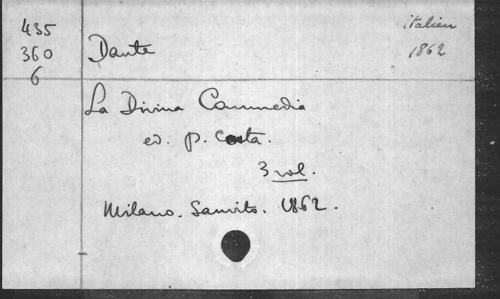 435
360
6
italien
1862
Dante
La Divina Commedia
ed. p. Costa.
3 vol.
Milano. Sanvito. 1862.